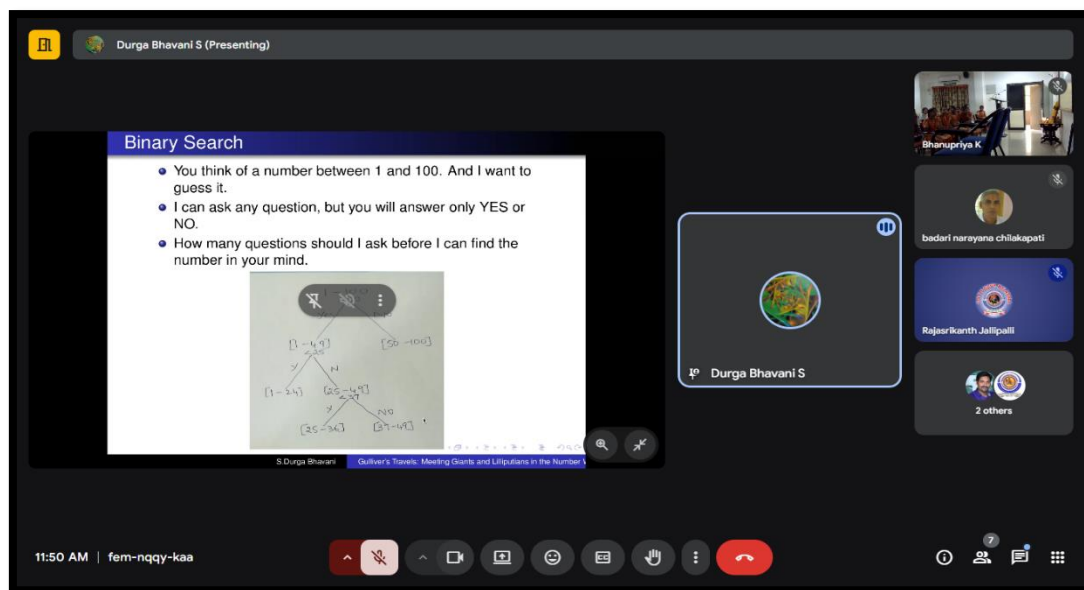 Durga Bhavani S (Presenting)
Binary Search
You think of a number between 1 and 100. And I want to
guess it.
I can ask any question, but you will answer only YES or
NO.
How many questions should I ask before I can find the
number in your mind.
[1-49] [50-100]
<25
Y N
[1-24] [25-49]
<37
Y NO
[25-36] [37-49]
S.Durga Bhavani Gulliver's Travels: Meeting Giants and Lilliputians in the Number
Durga Bhavani S
Bhanupriya K
badari narayana chilakapati
Rajasrikanth Jallipalli
2 others
11:50 AM | fem-nqqy-kaa
CC
7